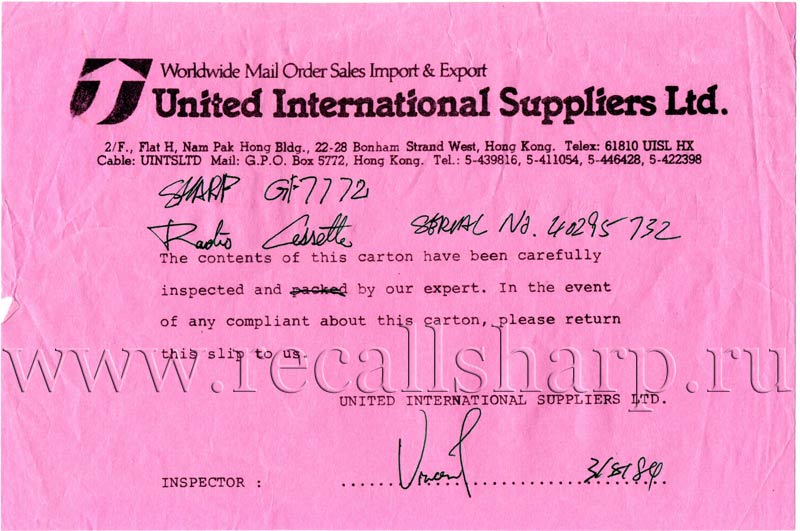 Worldwide Mail Order Sales Import & Export
United International Suppliers Ltd.
2/F., Flat H, Nam Pak Hong Bldg., 22-28 Bonham Strand West, Hong Kong. Telex: 61810 UISL HX
Cable: UINTSLTD Mail: G.P.O. Box 5772, Hong Kong. Tel.: 5-439816, 5-411054, 5-446428, 5-422398
SHARP GF7772
Radio Cessette SERIAL No. 40295732
The contents of this carton have been carefully
inspected and packed by our expert. In the event
of any compliant about this carton, please return
this slip to us.
www.recallsharp.ru
UNITED INTERNATIONAL SUPPLIERS LTD.
INSPECTOR : Vincent